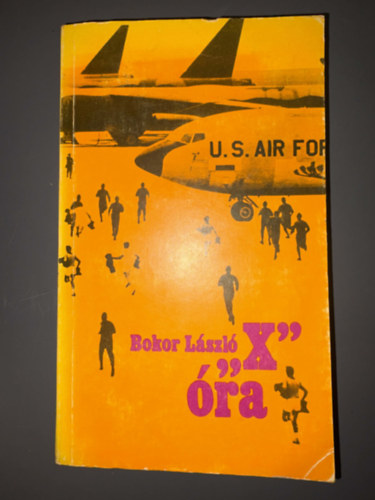 U.S. AIR FOR
Bokor László
„X”
óra